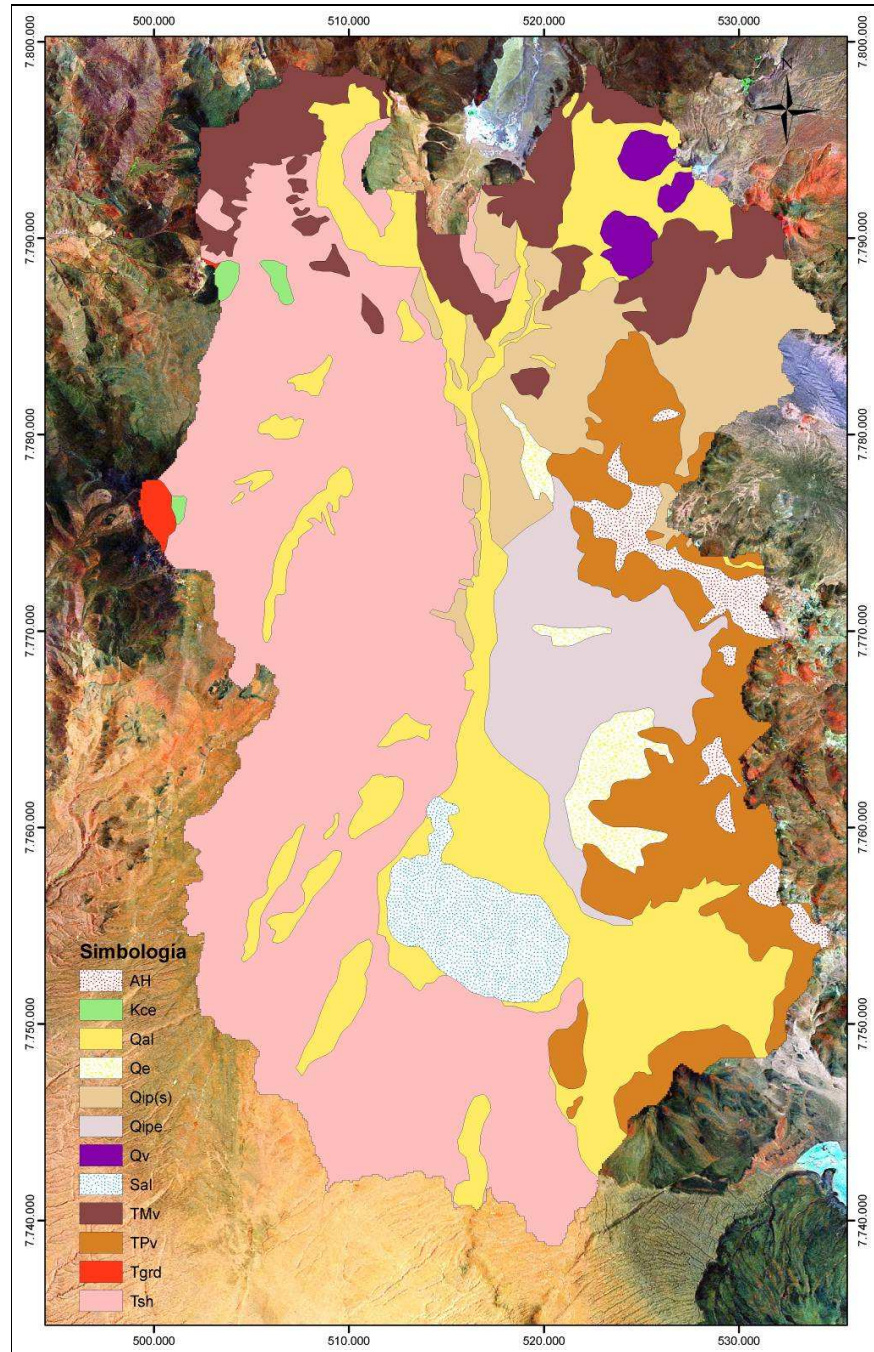 500.000 510.000 520.000 530.000
7.800.000 7.800.000
N
7.790.000 7.790.000
7.780.000 7.780.000
7.770.000 7.770.000
7.760.000 7.760.000
Simbología
AH
Kce
Qal
7.750.000 7.750.000
Qe
Qip(s)
Qipe
Qv
Sal
7.740.000 7.740.000
TMv
TPv
Tgrd
Tsh
500.000 510.000 520.000 530.000